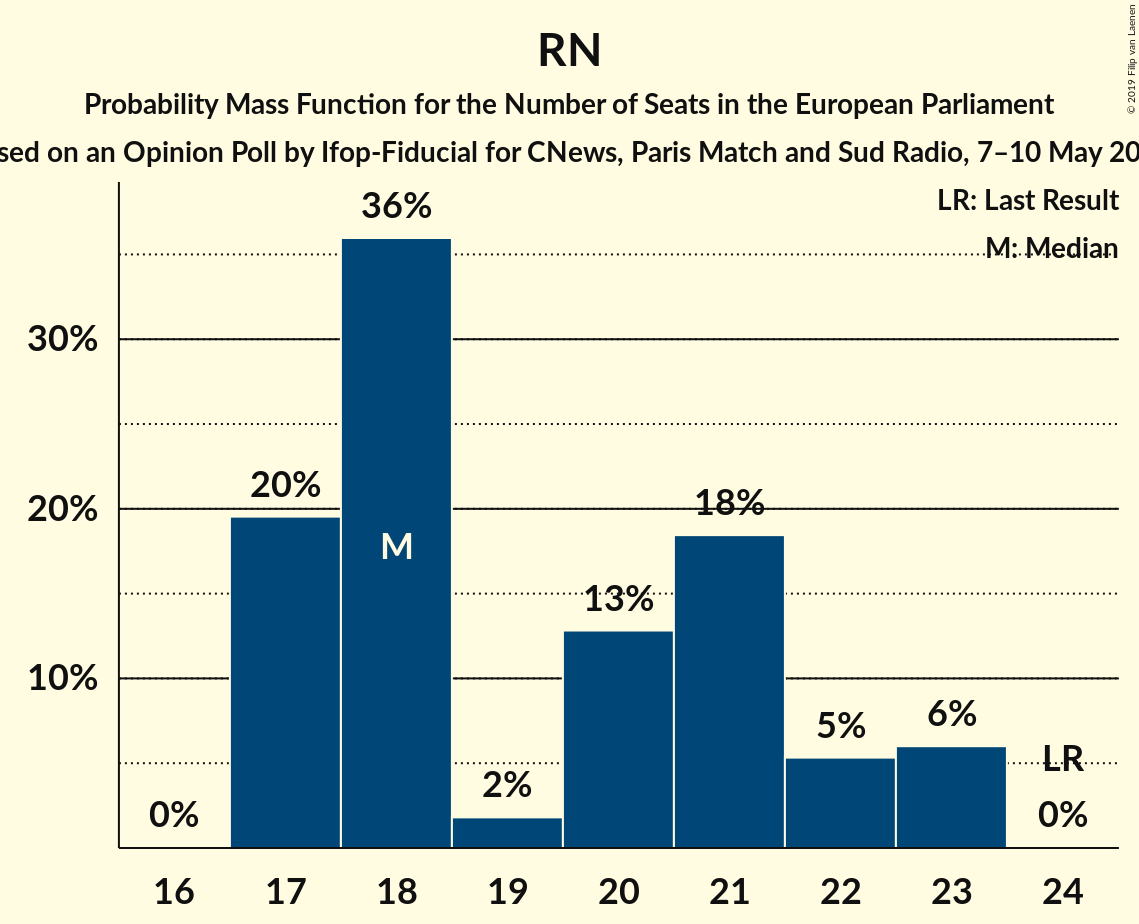 RN
Probability Mass Function for the Number of Seats in the European Parliament
on an Opinion Poll by Ifop-Fiducial for CNews, Paris Match and Sud Radio, 7–10 May
© 2019 Filip van Laenen
LR: Last Result
M: Median
36%
30%
20%
20%
18%
M
13%
10%
6%
5%
LR
2%
0%
0%
16 17 18 19 20 21 22 23 24